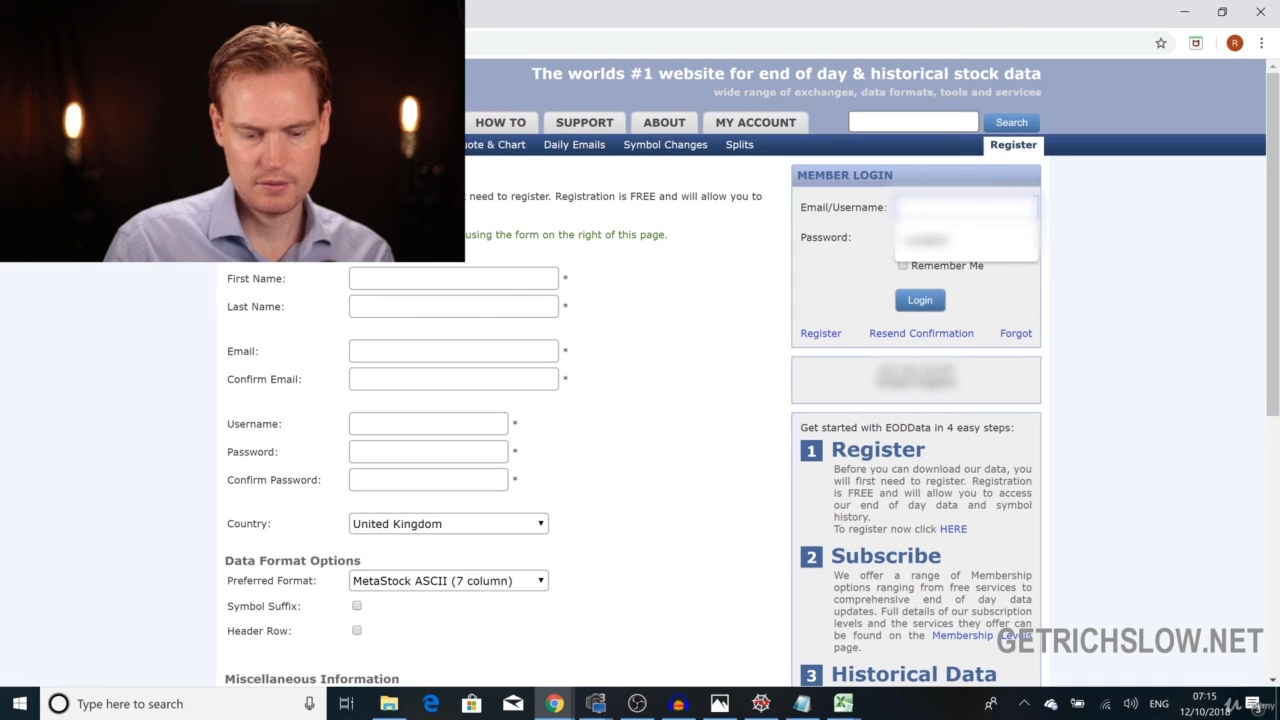 The worlds #1 website for end of day & historical stock data
wide range of exchanges, data formats, tools and services
HOW TO
SUPPORT
ABOUT
MY ACCOUNT
Search
& Chart
Daily Emails
Symbol Changes
Splits
Register
need to register. Registration is FREE and will allow you to
using the form on the right of this page.
First Name: *
Last Name: *
Email: *
Confirm Email: *
Username: *
Password: *
Confirm Password: *
Country: United Kingdom
Data Format Options
Preferred Format: MetaStock ASCII (7 column)
Symbol Suffix:
Header Row:
Miscellaneous Information
MEMBER LOGIN
Email/Username:
Password:
Remember Me
Login
Register
Resend Confirmation
Forgot
Get started with EODData in 4 easy steps:
1 Register
Before you can download our data, you
will first need to register. Registration
is FREE and will allow you to access
our end of day data and symbol
history.
To register now click HERE
2 Subscribe
We offer a range of Membership
options ranging from free services to
comprehensive end of day data
updates. Full details of our subscription
levels and the services they offer can
be found on the Membership Levels
page.
3 Historical Data
GETRICHSLOW.NET
R
Type here to search
ENG
07:15
12/10/2018
3